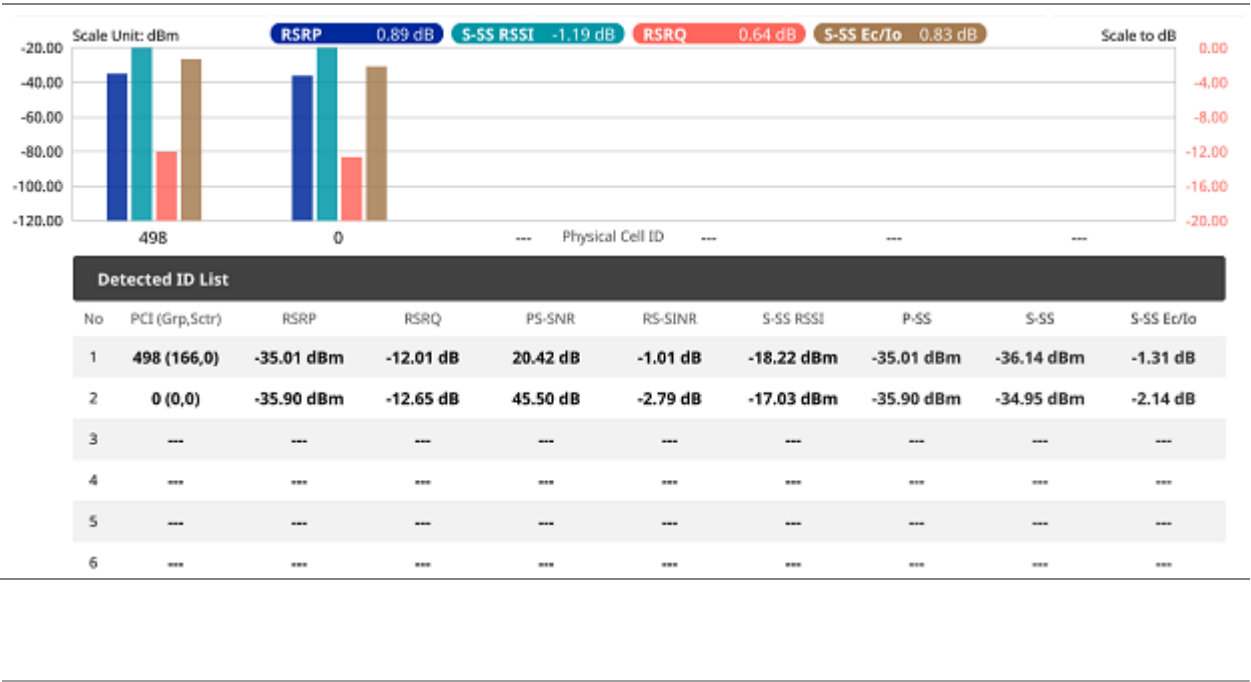 Scale Unit: dBm RSRP 0.89 dB S-SS RSSI -1.19 dB RSRQ 0.64 dB S-SS Ec/Io 0.83 dB Scale to dB
-20.00 0.00
-40.00 -4.00
-60.00 -8.00
-80.00 -12.00
-100.00 -16.00
-120.00 -20.00
498 0 --- Physical Cell ID --- --- ---
Detected ID List
No PCI (Grp,Sctr) RSRP RSRQ PS-SNR RS-SINR S-SS RSSI P-SS S-SS S-SS Ec/Io
1 498 (166,0) -35.01 dBm -12.01 dB 20.42 dB -1.01 dB -18.22 dBm -35.01 dBm -36.14 dBm -1.31 dB
2 0 (0,0) -35.90 dBm -12.65 dB 45.50 dB -2.79 dB -17.03 dBm -35.90 dBm -34.95 dBm -2.14 dB
3 --- --- --- --- --- --- --- --- ---
4 --- --- --- --- --- --- --- --- ---
5 --- --- --- --- --- --- --- --- ---
6 --- --- --- --- --- --- --- --- ---